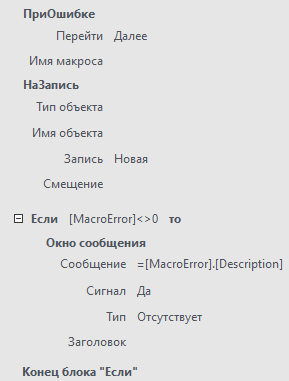 ПриОшибке
Перейти Далее
Имя макроса
НаЗапись
Тип объекта
Имя объекта
Запись Новая
Смещение
Если [MacroError]<>0 то
Окно сообщения
Сообщение =[MacroError].[Description]
Сигнал Да
Тип Отсутствует
Заголовок
Конец блока "Если"